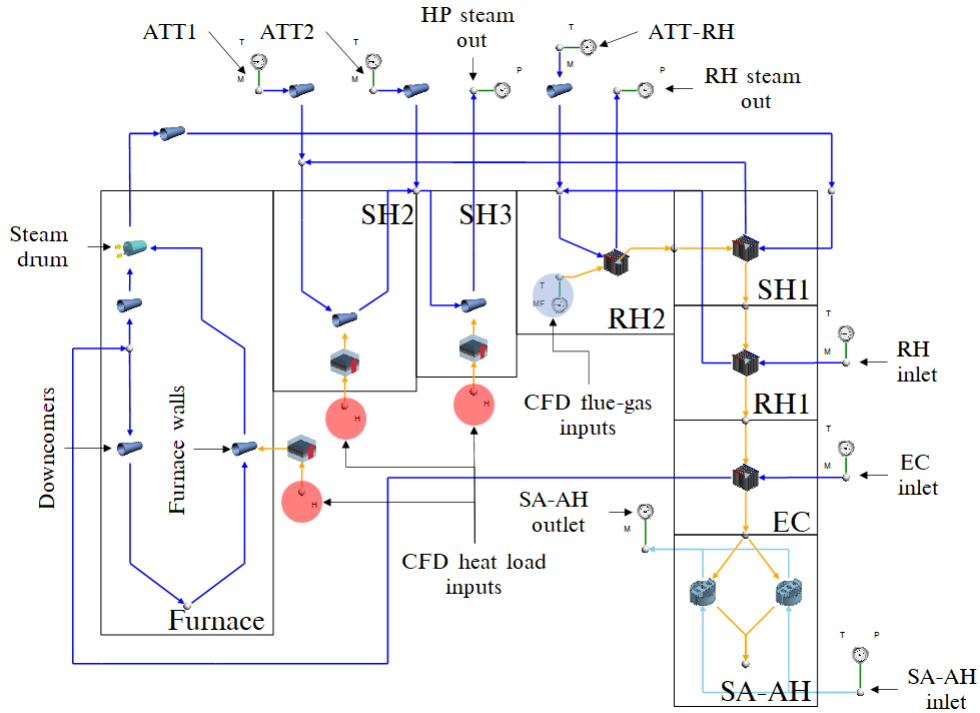 ATT1
ATT2
HP steam
out
ATT-RH
RH steam
out
T
M
T
M
P
T
M
P
Steam
drum
SH2
SH3
RH2
SH1
T
MF
T
M
RH
inlet
CFD flue-gas
inputs
RH1
Downcomers
Furnace walls
H
H
H
T
M
EC
inlet
SA-AH
outlet
M
EC
CFD heat load
inputs
Furnace
T
P
SA-AH
SA-AH
inlet